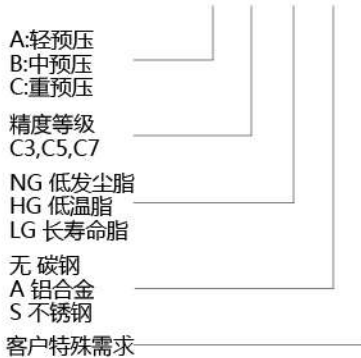 A:轻预压
B:中预压
C:重预压
精度等级
C3,C5,C7
NG 低发尘脂
HG 低温脂
LG 长寿命脂
无 碳钢
A 铝合金
S 不锈钢
客户特殊需求